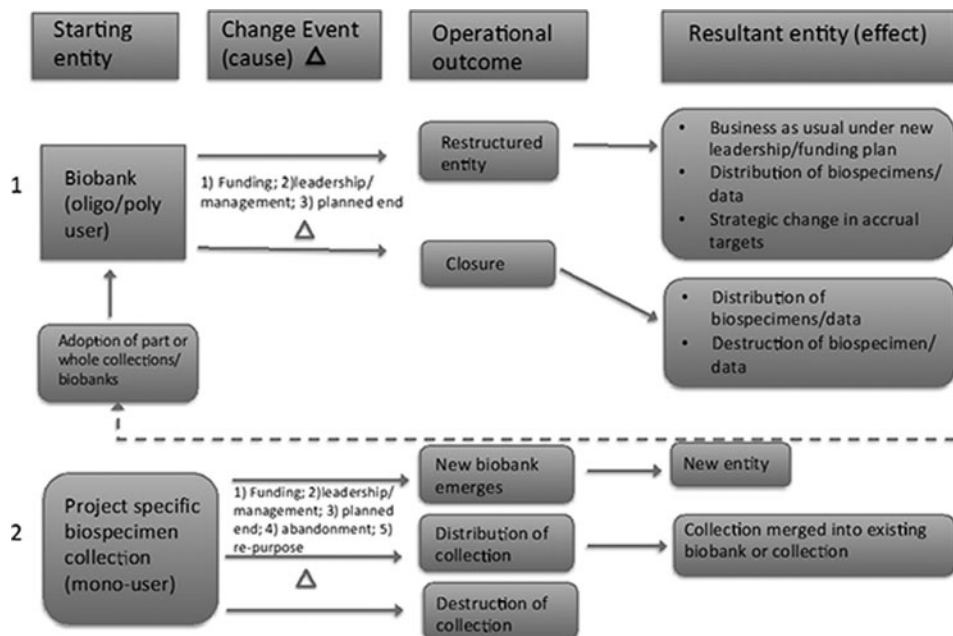 Starting
entity
Change Event
(cause) Δ
Operational
outcome
Resultant entity (effect)
1
Biobank
(oligo/poly
user)
1) Funding; 2)leadership/
management; 3) planned end
Δ
Restructured
entity
• Business as usual under new
leadership/funding plan
• Distribution of biospecimens/
data
• Strategic change in accrual
targets
Closure
• Distribution of
biospecimens/data
• Destruction of biospecimen/
data
Adoption of part or
whole collections/
biobanks
2
Project specific
biospecimen
collection
(mono-user)
1) Funding; 2)leadership/
management; 3) planned
end; 4) abandonment; 5)
re-purpose
Δ
New biobank
emerges
New entity
Distribution of
collection
Collection merged into existing
biobank or collection
Destruction of
collection